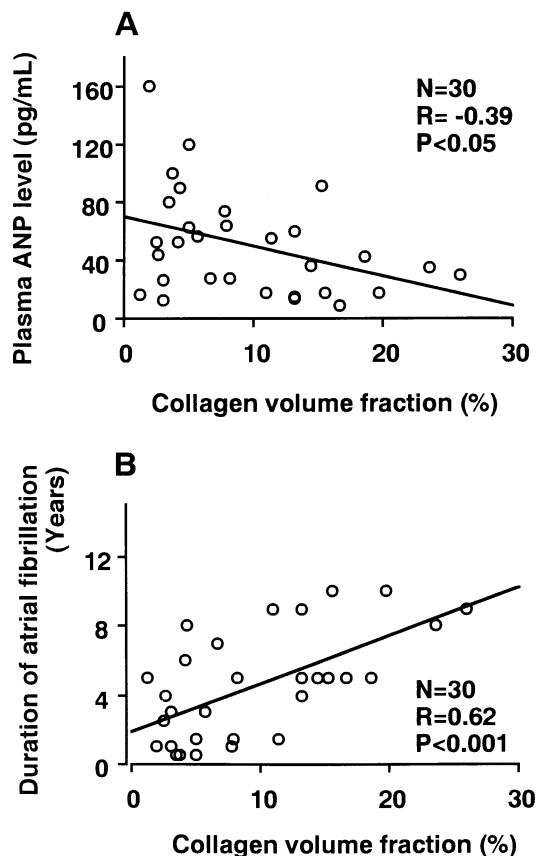 A
Plasma ANP level (pg/mL)
160
120
80
40
0
N=30
R= -0.39
P<0.05
0 10 20 30
Collagen volume fraction (%)
B
Duration of atrial fibrillation
(Years)
12
8
4
0
N=30
R=0.62
P<0.001
0 10 20 30
Collagen volume fraction (%)